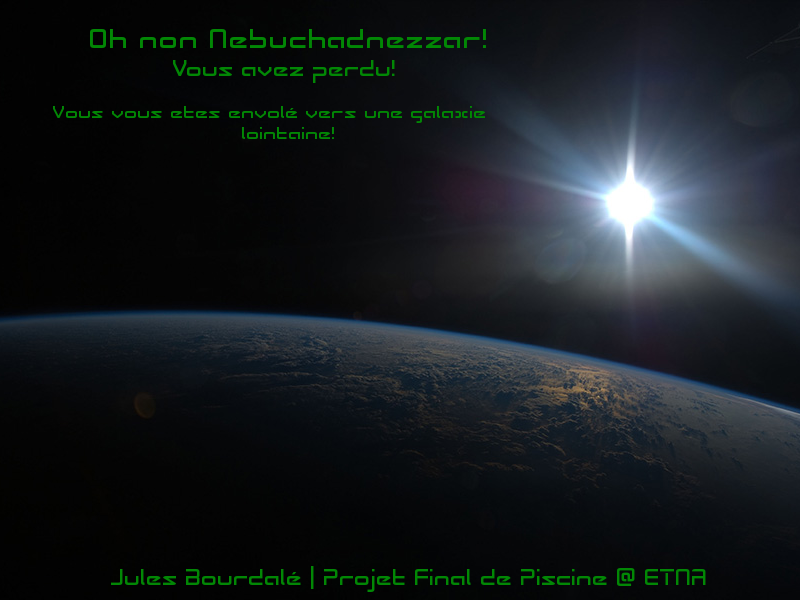 Oh non Nebuchadnezzar!
Vous avez perdu!
Vous vous etes envolé vers une galaxie
lointaine!
Jules Bourdalé | Projet Final de Piscine @ ETNA